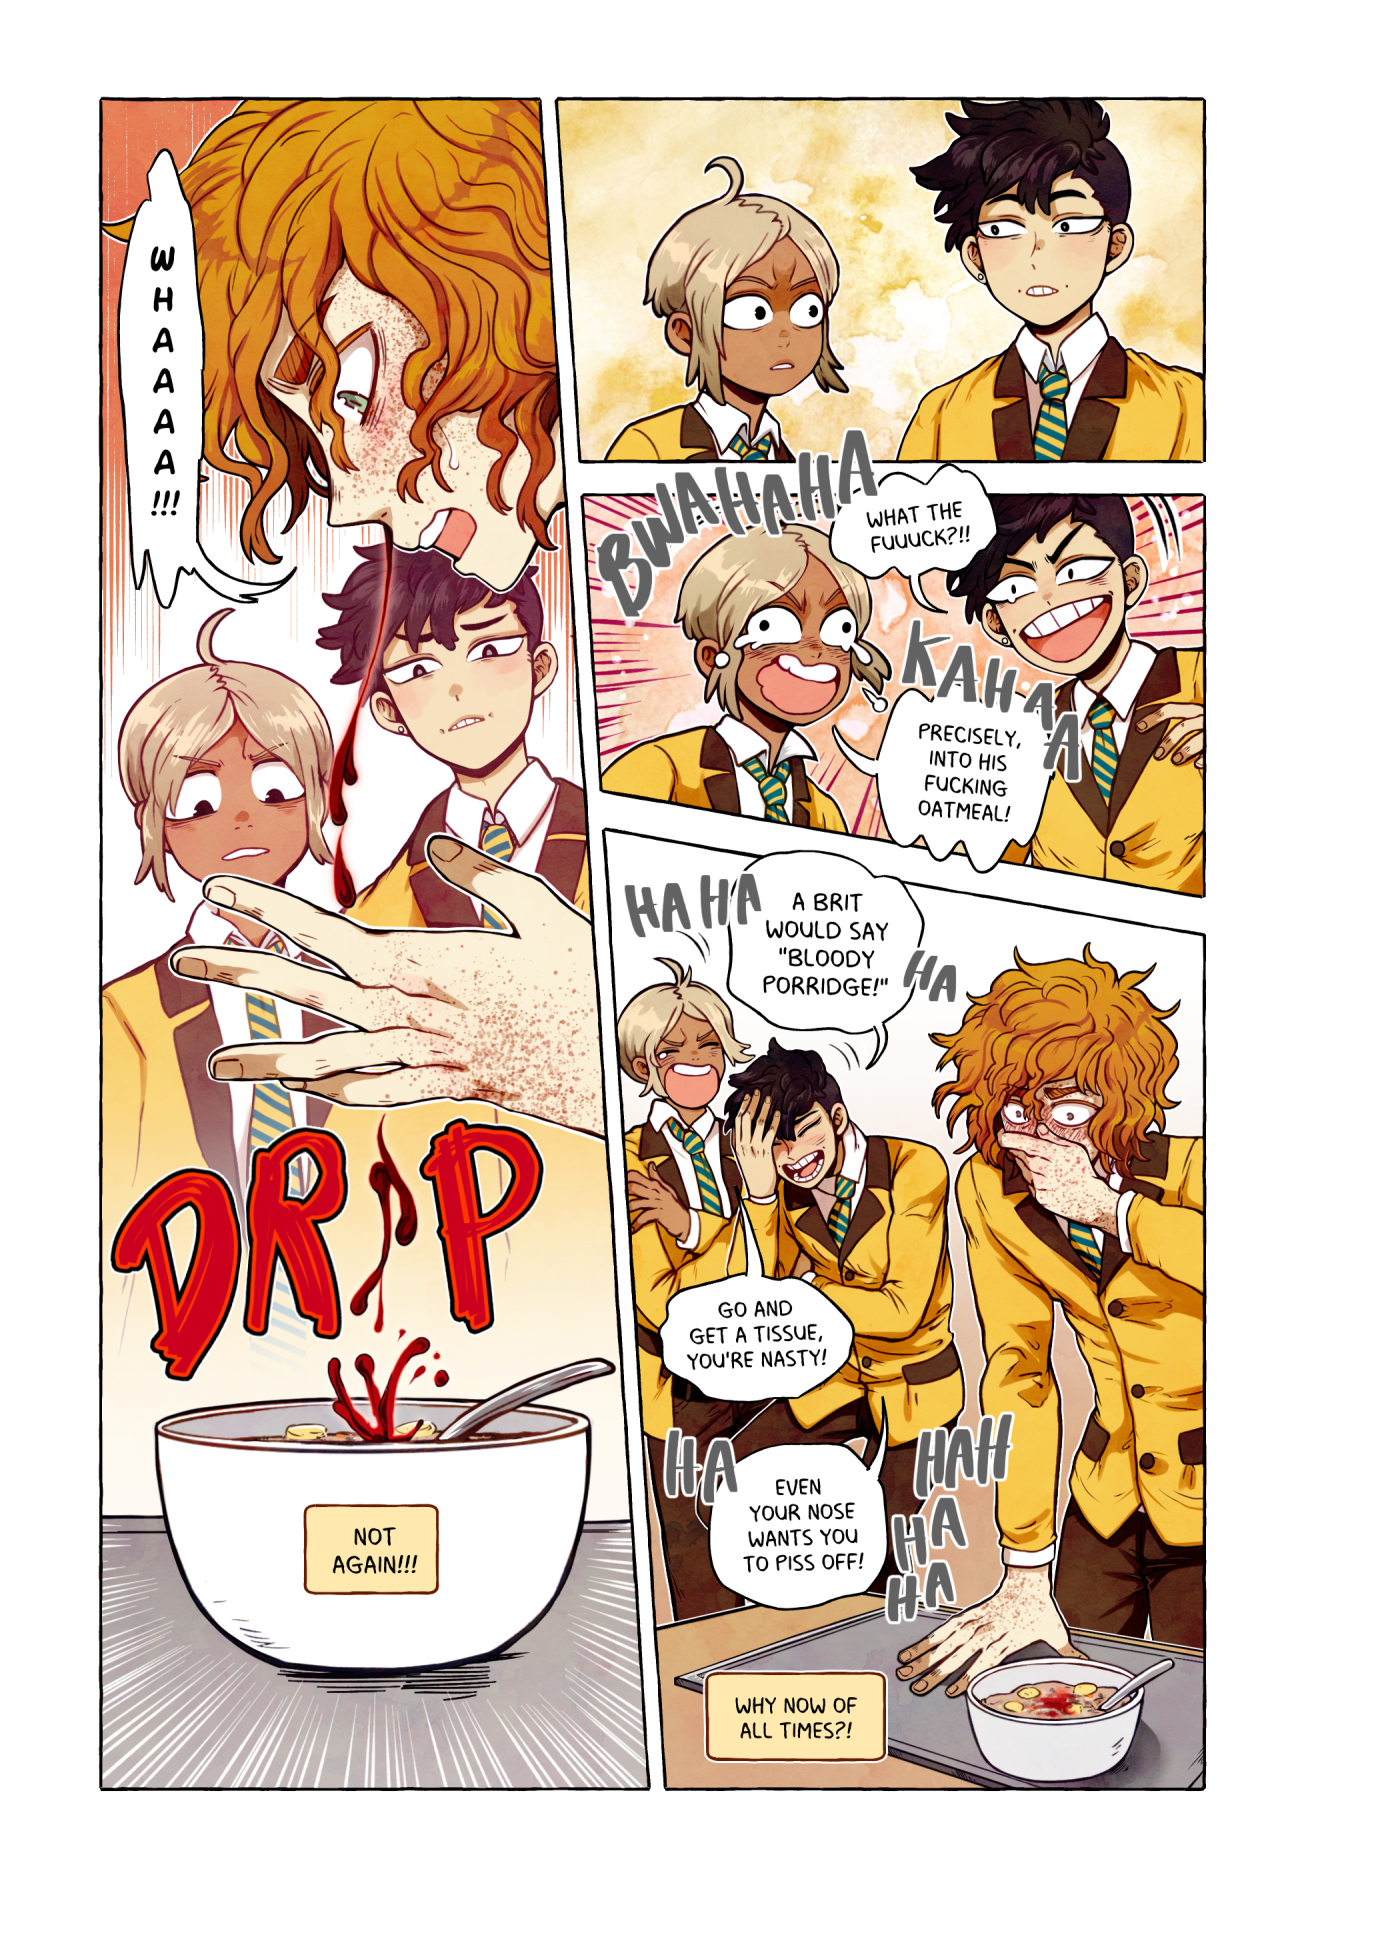 WHAAAAA!!!
DRIP
NOT
AGAIN!!!
BWAHAHA
WHAT THE
FUUUCK?!!
KAHAA
PRECISELY,
INTO HIS
FUCKING
OATMEAL!
HA HA
A BRIT
WOULD SAY
"BLOODY
PORRIDGE!"
HA
GO AND
GET A TISSUE,
YOU'RE NASTY!
HA
EVEN
YOUR NOSE
WANTS YOU
TO PISS OFF!
HAH
HA
HA
WHY NOW OF
ALL TIMES?!